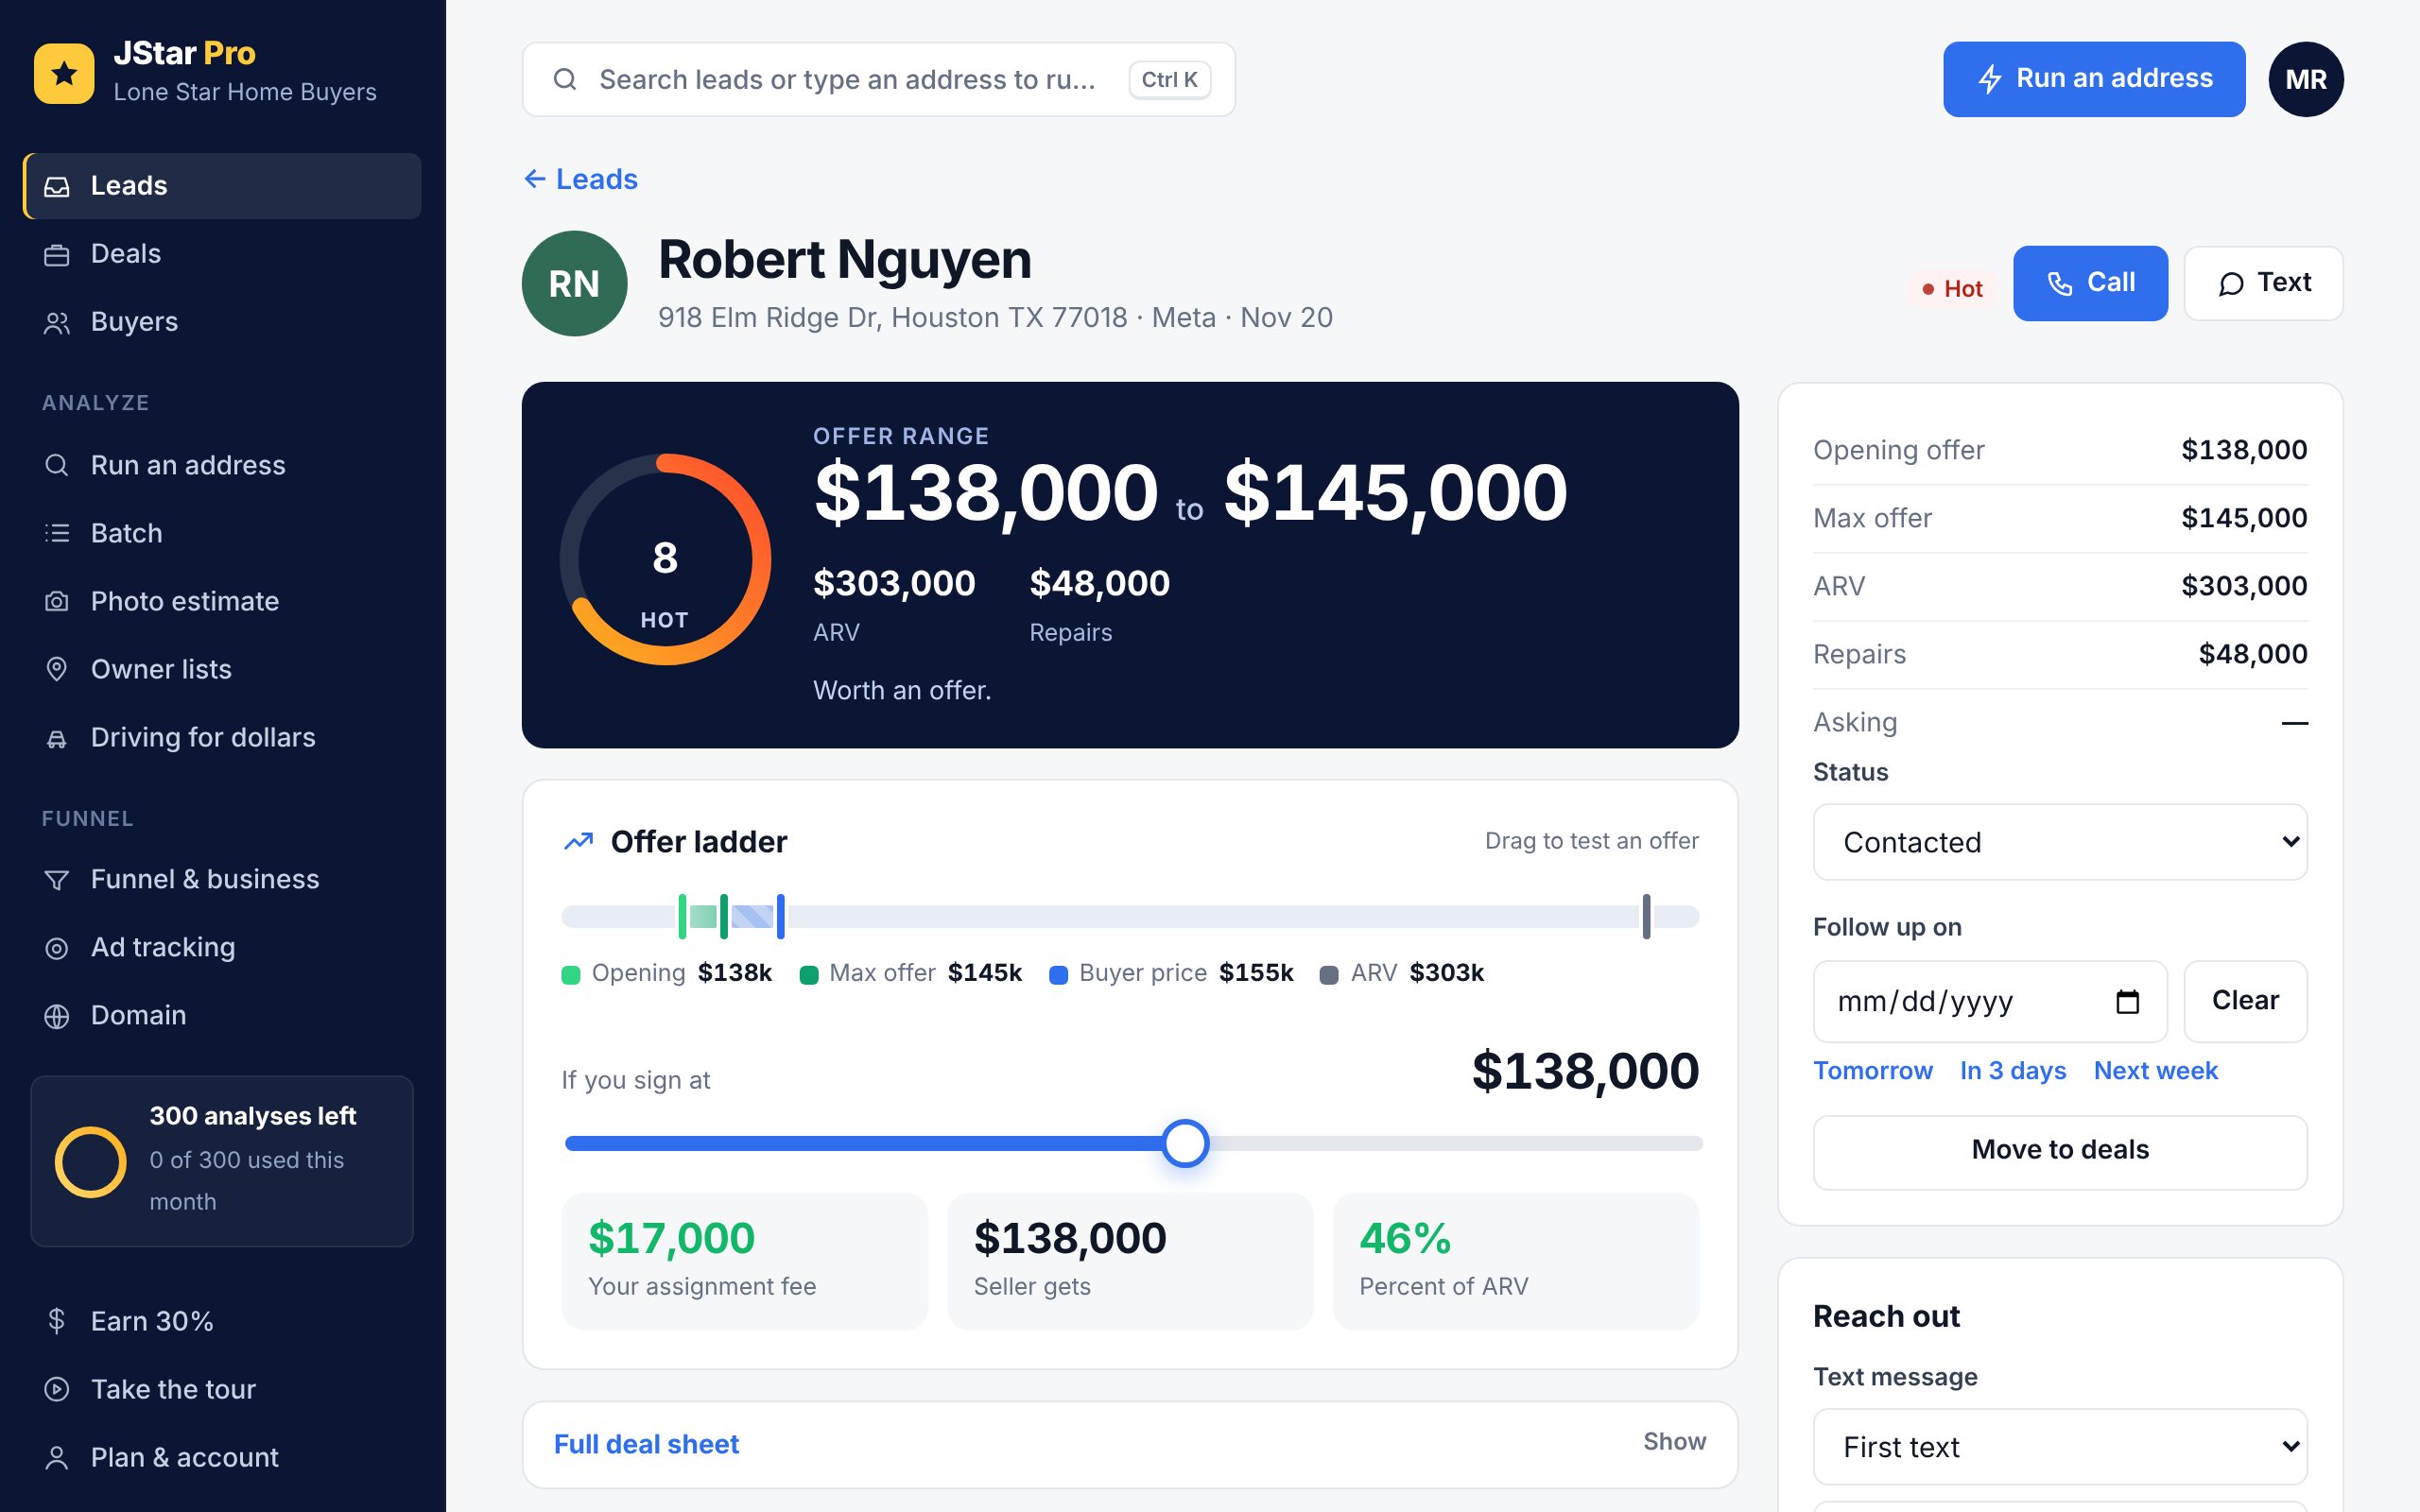 JStar Pro
Lone Star Home Buyers
Leads
Deals
Buyers
ANALYZE
Run an address
Batch
Photo estimate
Owner lists
Driving for dollars
FUNNEL
Funnel & business
Ad tracking
Domain
300 analyses left
0 of 300 used this
month
Earn 30%
Take the tour
Plan & account
Search leads or type an address to ru...
Ctrl K
Run an address
MR
← Leads
RN
Robert Nguyen
918 Elm Ridge Dr, Houston TX 77018 · Meta · Nov 20
Hot
Call
Text
8
HOT
OFFER RANGE
$138,000 to $145,000
$303,000 $48,000
ARV Repairs
Worth an offer.
Offer ladder
Drag to test an offer
Opening $138k Max offer $145k Buyer price $155k ARV $303k
If you sign at $138,000
$17,000
Your assignment fee
$138,000
Seller gets
46%
Percent of ARV
Full deal sheet
Show
Opening offer $138,000
Max offer $145,000
ARV $303,000
Repairs $48,000
Asking —
Status
Contacted
Follow up on
mm/dd/yyyy
Clear
Tomorrow In 3 days Next week
Move to deals
Reach out
Text message
First text